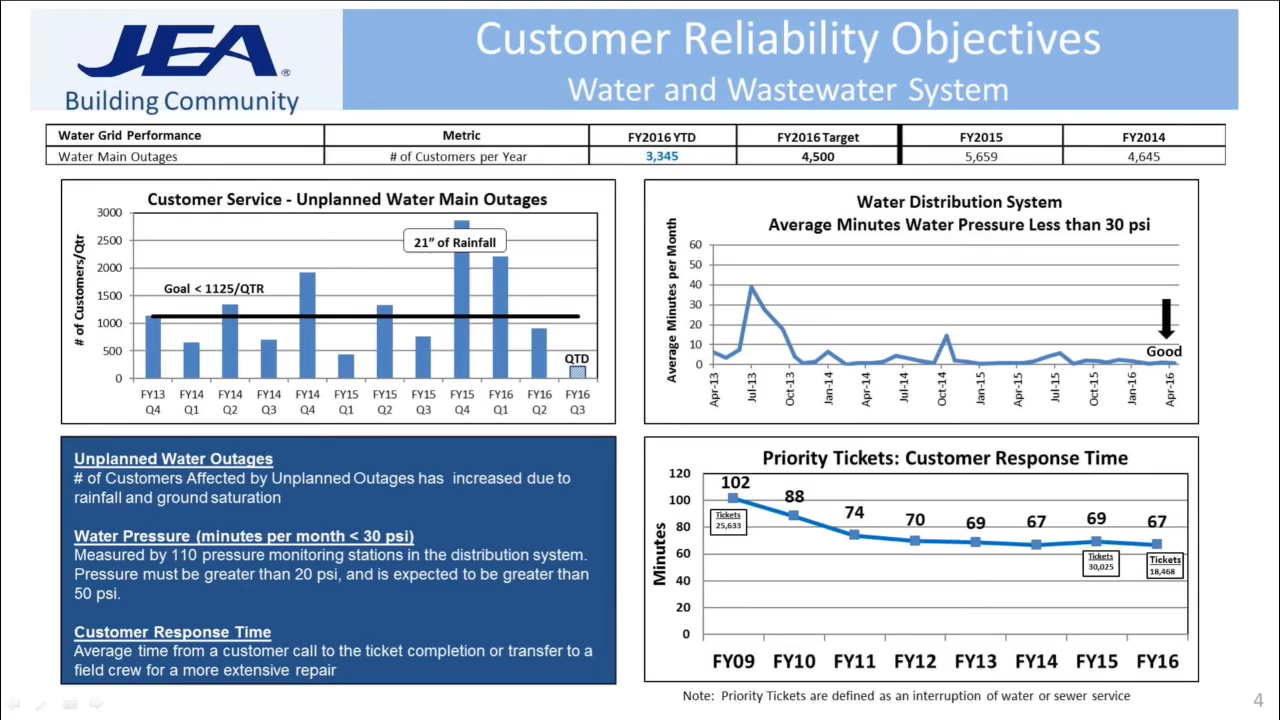 JEA®
Building Community
Customer Reliability Objectives
Water and Wastewater System
Water Grid Performance Metric FY2016 YTD FY2016 Target FY2015 FY2014
Water Main Outages # of Customers per Year 3,345 4,500 5,659 4,645
Customer Service - Unplanned Water Main Outages
# of Customers/Qtr
3000
2500
2000
1500
1000
500
0
21” of Rainfall
Goal < 1125/QTR
QTD
FY13 FY14 FY14 FY14 FY14 FY15 FY15 FY15 FY15 FY16 FY16 FY16
Q4 Q1 Q2 Q3 Q4 Q1 Q2 Q3 Q4 Q1 Q2 Q3
Water Distribution System
Average Minutes Water Pressure Less than 30 psi
Average Minutes per Month
60
50
40
30
20
10
0
Good
Apr-13 Jul-13 Oct-13 Jan-14 Apr-14 Jul-14 Oct-14 Jan-15 Apr-15 Jul-15 Oct-15 Jan-16 Apr-16
Unplanned Water Outages
# of Customers Affected by Unplanned Outages has increased due to
rainfall and ground saturation
Water Pressure (minutes per month < 30 psi)
Measured by 110 pressure monitoring stations in the distribution system.
Pressure must be greater than 20 psi, and is expected to be greater than
50 psi.
Customer Response Time
Average time from a customer call to the ticket completion or transfer to a
field crew for a more extensive repair
Priority Tickets: Customer Response Time
Minutes
120
100
80
60
40
20
0
102 88 74 70 69 67 69 67
Tickets
25,633
Tickets
30,025
Tickets
18,468
FY09 FY10 FY11 FY12 FY13 FY14 FY15 FY16
Note: Priority Tickets are defined as an interruption of water or sewer service
4